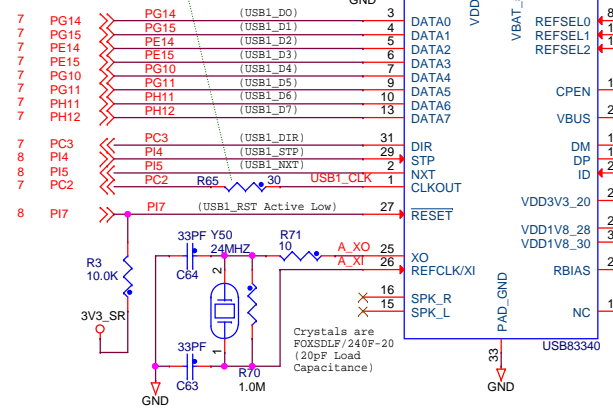 GND
7 PG14 PG14 (USB1_D0) 3 DATA0 REFSEL0
7 PG15 PG15 (USB1_D1) 4 DATA1 REFSEL1
7 PE14 PE14 (USB1_D2) 5 DATA2 REFSEL2
7 PE15 PE15 (USB1_D3) 6 DATA3
7 PG10 PG10 (USB1_D4) 7 DATA4
7 PG11 PG11 (USB1_D5) 9 DATA5 CPEN
7 PH11 PH11 (USB1_D6) 10 DATA6
7 PH12 PH12 (USB1_D7) 13 DATA7 VBUS
7 PC3 PC3 (USB1_DIR) 31 DIR DM
8 PI4 PI4 (USB1_STP) 29 STP DP
8 PI5 PI5 (USB1_NXT) 2 NXT ID
7 PC2 PC2 R65 30 USB1_CLK 1 CLKOUT
VDD3V3_20
8 PI7 PI7 (USB1_RST Active Low) 27 RESET
VDD1V8_28
VDD1V8_30
33PF Y50 R71
24MHZ 10 A_XO 25 XO
R3 A_XI 26 REFCLK/XI RBIAS
10.0K C64 2
16 SPK_R
15 SPK_L NC
3V3_SR
PAD_GND
Crystals are
FOXSDLF/240F-20
(20pF Load
Capacitance)
33PF 1 R70
C63 1.0M
USB83340
33
GND
GND